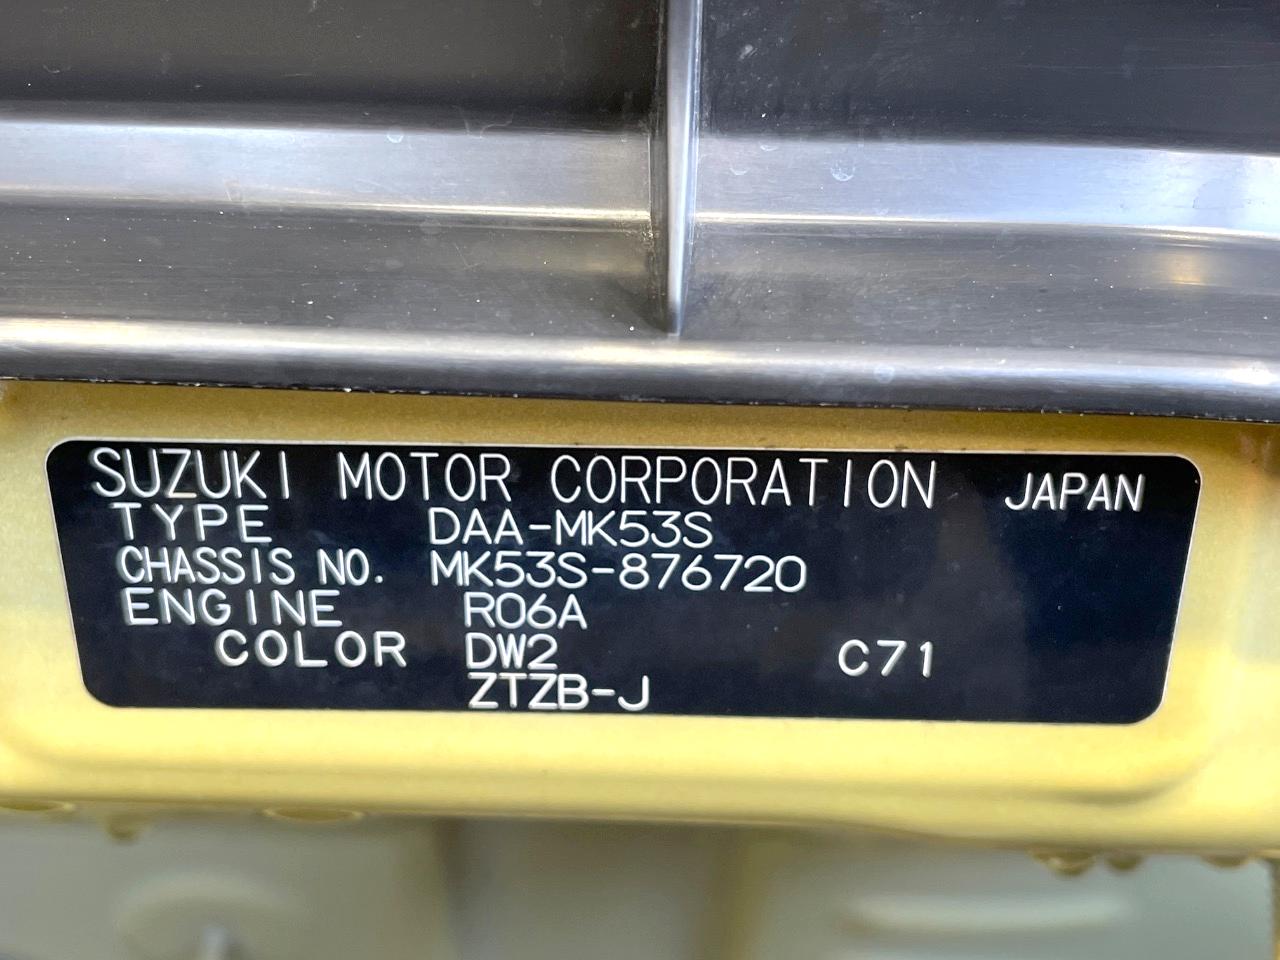 SUZUKI MOTOR CORPORATION JAPAN
TYPE DAA-MK53S
CHASSIS NO. MK53S-876720
ENGINE R06A
COLOR DW2 C71
ZTZB-J